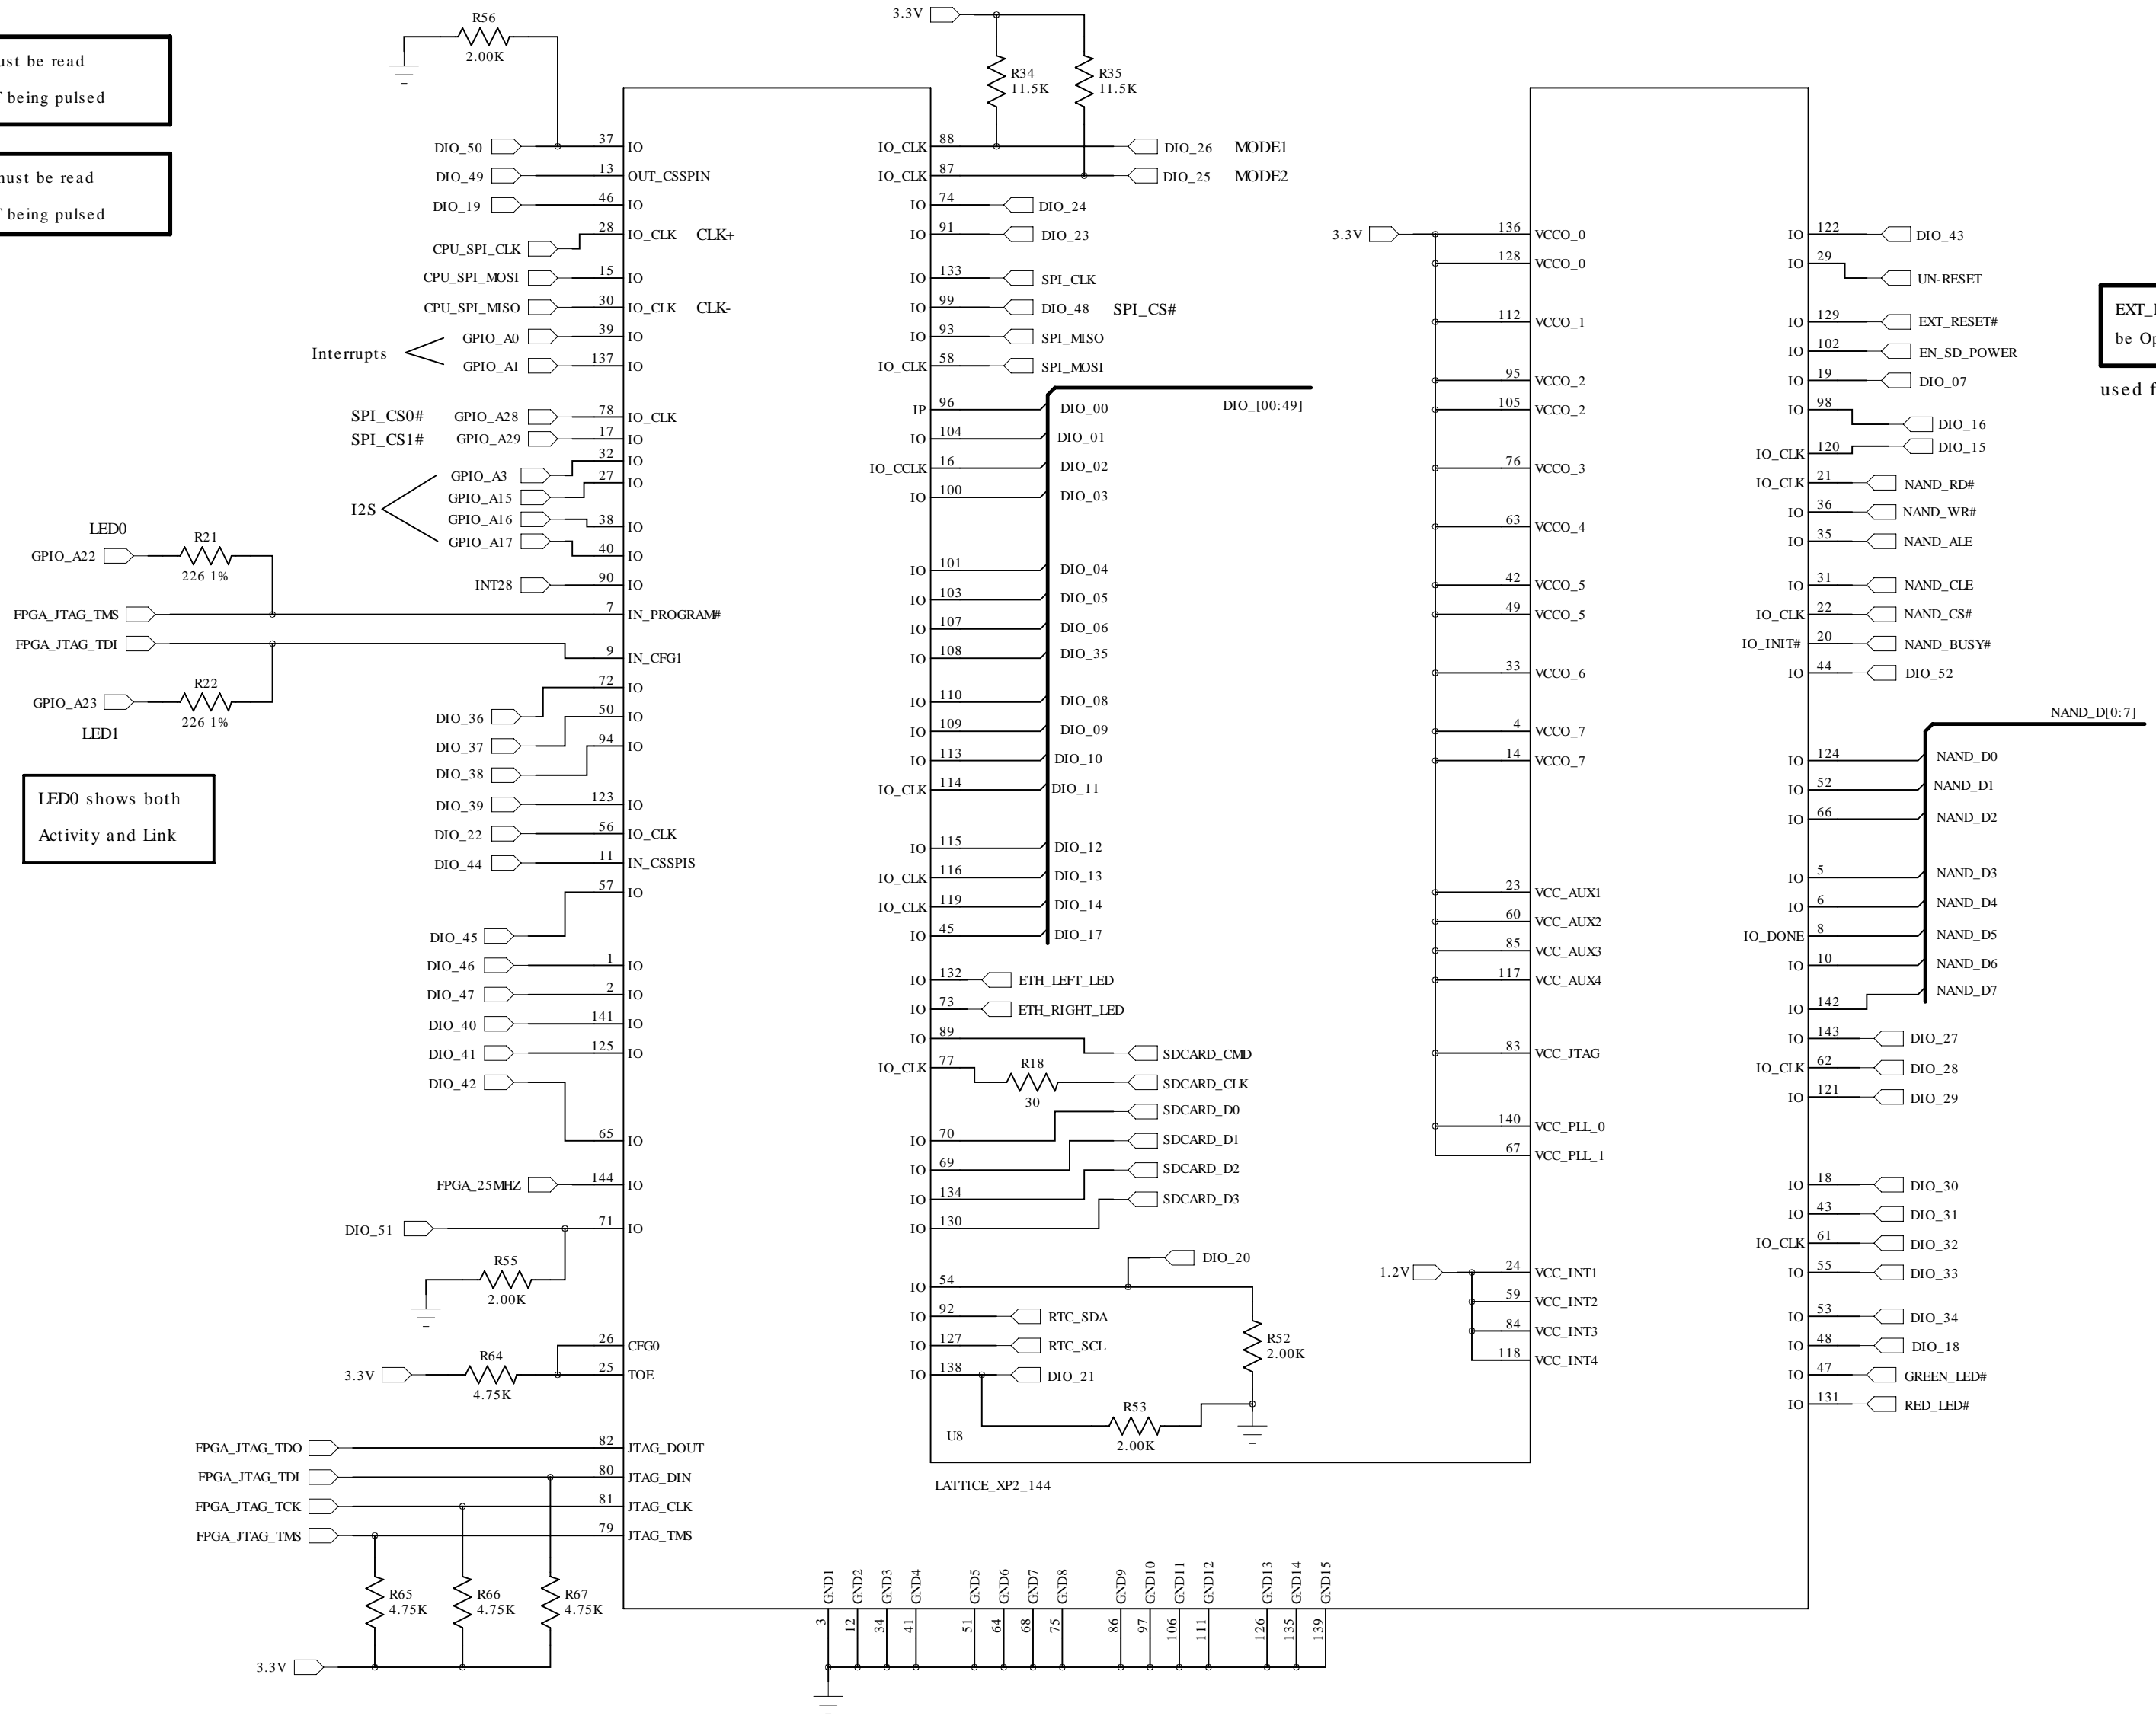 ust be read
being pulsed
ust be read
being pulsed
R56
2.00K
3.3V
R34
11.5K
R35
11.5K
DIO_50 37 IO
DIO_49 13 OUT_CSSPIN
DIO_19 46 IO
CPU_SPI_CLK 28 IO_CLK CLK+
CPU_SPI_MOSI 15 IO
CPU_SPI_MISO 30 IO_CLK CLK-
Interrupts
GPIO_A0 39 IO
GPIO_A1 137 IO
SPI_CS0# GPIO_A28 78 IO_CLK
SPI_CS1# GPIO_A29 17 IO
I2S
GPIO_A3 32 IO
GPIO_A15 27 IO
GPIO_A16 38 IO
GPIO_A17 40 IO
INT28 90 IO
LED0
GPIO_A22
R21
226 1%
FPGA_JTAG_TMS 7 IN_PROGRAM#
FPGA_JTAG_TDI 9 IN_CFG1
GPIO_A23
R22
226 1%
LED1
LED0 shows both
Activity and Link
DIO_36 72 IO
DIO_37 50 IO
DIO_38 94 IO
DIO_39 123 IO
DIO_22 56 IO_CLK
DIO_44 11 IN_CSSPIS
DIO_45 57 IO
DIO_46 1 IO
DIO_47 2 IO
DIO_40 141 IO
DIO_41 125 IO
DIO_42 65 IO
FPGA_25MHZ 144 IO
DIO_51 71 IO
R55
2.00K
26 CFG0
3.3V
R64
4.75K
25 TOE
FPGA_JTAG_TDO 82 JTAG_DOUT
FPGA_JTAG_TDI 80 JTAG_DIN
FPGA_JTAG_TCK 81 JTAG_CLK
FPGA_JTAG_TMS 79 JTAG_TMS
R65
4.75K
R66
4.75K
R67
4.75K
3.3V
IO_CLK 88 DIO_26 MODE1
IO_CLK 87 DIO_25 MODE2
IO 74 DIO_24
IO 91 DIO_23
IO 133 SPI_CLK
IO 99 DIO_48 SPI_CS#
IO 93 SPI_MISO
IO_CLK 58 SPI_MOSI
DIO_[00:49]
IP 96 DIO_00
IO 104 DIO_01
IO_CCLK 16 DIO_02
IO 100 DIO_03
IO 101 DIO_04
IO 103 DIO_05
IO 107 DIO_06
IO 108 DIO_35
IO 110 DIO_08
IO 109 DIO_09
IO 113 DIO_10
IO_CLK 114 DIO_11
IO 115 DIO_12
IO_CLK 116 DIO_13
IO_CLK 119 DIO_14
IO 45 DIO_17
IO 132 ETH_LEFT_LED
IO 73 ETH_RIGHT_LED
IO 89 SDCARD_CMD
IO_CLK 77 R18 SDCARD_CLK
30
IO 70 SDCARD_D0
IO 69 SDCARD_D1
IO 134 SDCARD_D2
IO 130 SDCARD_D3
DIO_20
IO 54
IO 92 RTC_SDA
IO 127 RTC_SCL
IO 138 DIO_21
R52
2.00K
R53
2.00K
U8
LATTICE_XP2_144
3.3V
136 VCCO_0
128 VCCO_0
112 VCCO_1
95 VCCO_2
105 VCCO_2
76 VCCO_3
63 VCCO_4
42 VCCO_5
49 VCCO_5
33 VCCO_6
4 VCCO_7
14 VCCO_7
23 VCC_AUX1
60 VCC_AUX2
85 VCC_AUX3
117 VCC_AUX4
83 VCC_JTAG
140 VCC_PLL_0
67 VCC_PLL_1
1.2V
24 VCC_INT1
59 VCC_INT2
84 VCC_INT3
118 VCC_INT4
IO 122 DIO_43
IO 29 UN-RESET
IO 129 EXT_RESET#
IO 102 EN_SD_POWER
IO 19 DIO_07
IO 98 DIO_16
IO_CLK 120 DIO_15
IO_CLK 21 NAND_RD#
IO 36 NAND_WR#
IO 35 NAND_ALE
IO 31 NAND_CLE
IO_CLK 22 NAND_CS#
IO_INIT# 20 NAND_BUSY#
IO 44 DIO_52
NAND_D[0:7]
IO 124 NAND_D0
IO 52 NAND_D1
IO 66 NAND_D2
IO 5 NAND_D3
IO 6 NAND_D4
IO_DONE 8 NAND_D5
IO 10 NAND_D6
IO 142 NAND_D7
IO 143 DIO_27
IO_CLK 62 DIO_28
IO 121 DIO_29
IO 18 DIO_30
IO 43 DIO_31
IO_CLK 61 DIO_32
IO 55 DIO_33
IO 53 DIO_34
IO 48 DIO_18
IO 47 GREEN_LED#
IO 131 RED_LED#
EXT_
be Op
used f
GND1 GND2 GND3 GND4 GND5 GND6 GND7 GND8 GND9 GND10 GND11 GND12 GND13 GND14 GND15
3 12 34 41 51 64 68 75 86 97 106 111 126 135 139